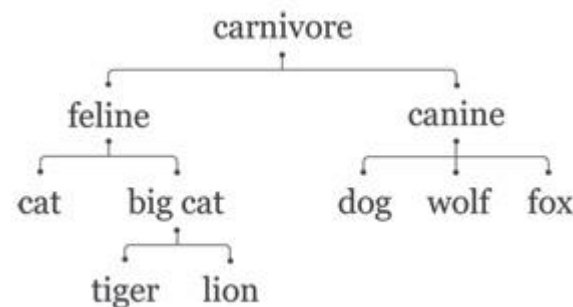 carnivore
feline canine
cat big cat dog wolf fox
tiger lion